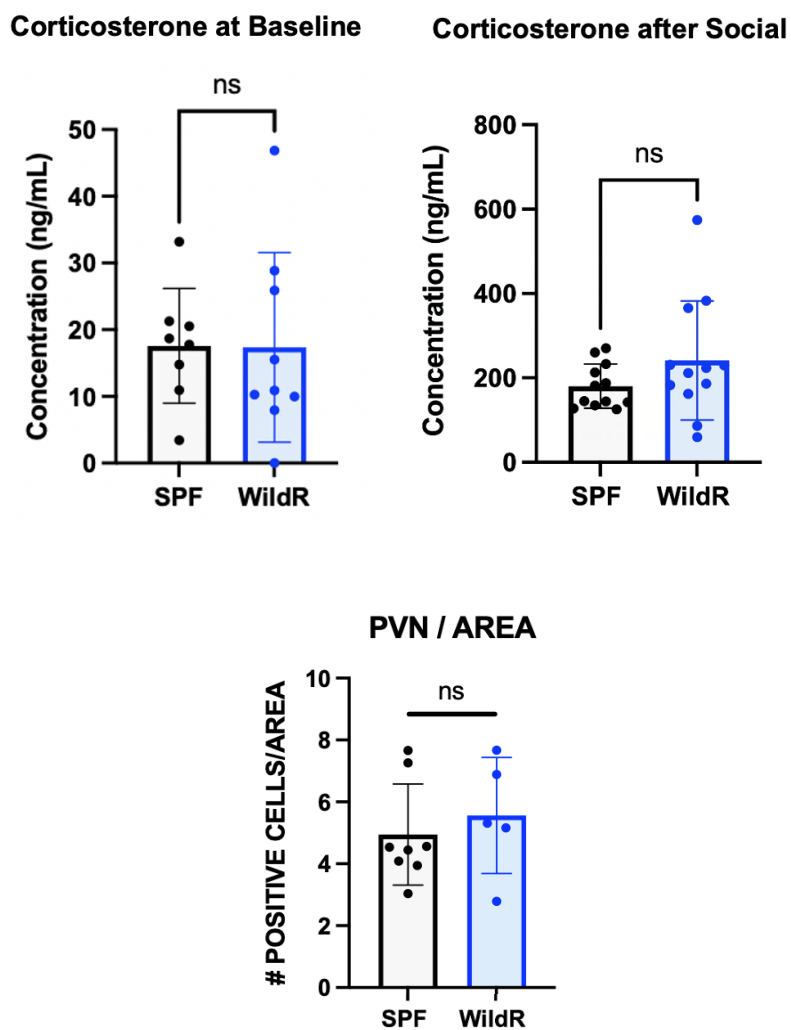 Corticosterone at Baseline
ns
Concentration (ng/mL)
50
40
30
20
10
0
SPF WildR
Corticosterone after Social
ns
Concentration (ng/mL)
800
600
400
200
0
SPF WildR
PVN / AREA
ns
# POSITIVE CELLS/AREA
10
8
6
4
2
0
SPF WildR